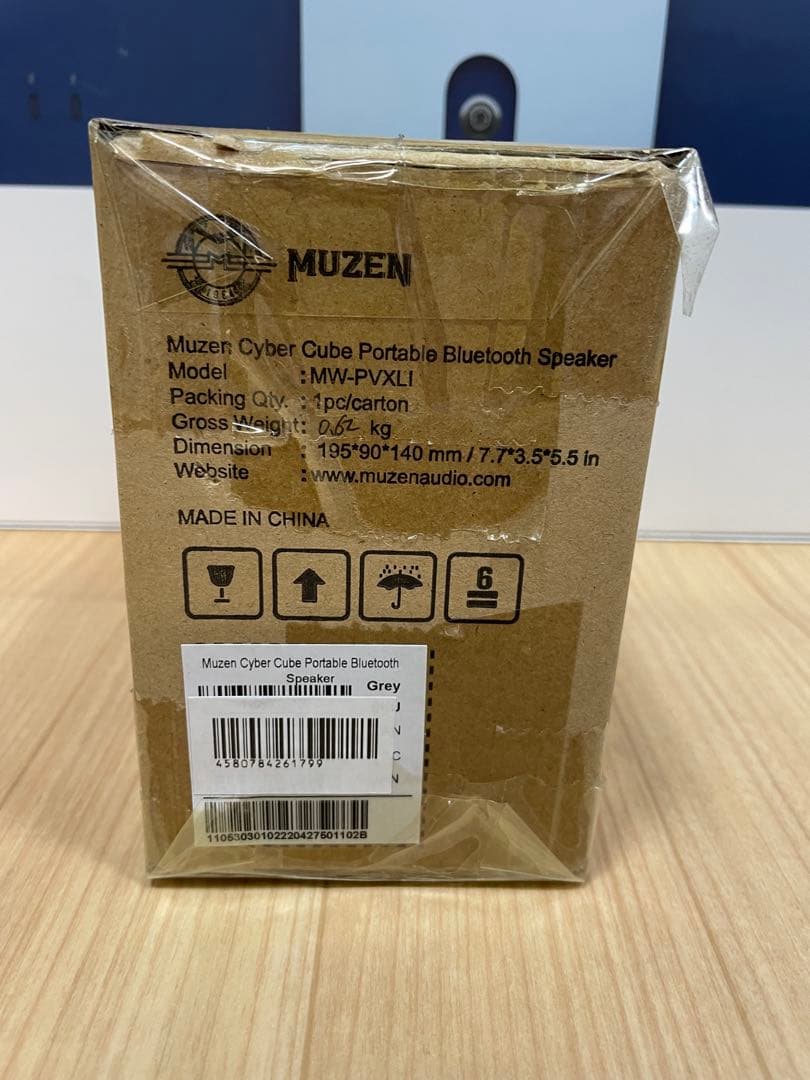 MUZEN
Muzen Cyber Cube Portable Bluetooth Speaker
Model : MW-PVXLI
Packing Qty. : 1pc/carton
Gross Weight: 0.62 kg
Dimension : 195*90*140 mm / 7.7*3.5*5.5 in
Website : www.muzenaudio.com
MADE IN CHINA
6
Muzen Cyber Cube Portable Bluetooth
Speaker
Grey
J
N
4580784261799
C
N
11053030102220427501102B